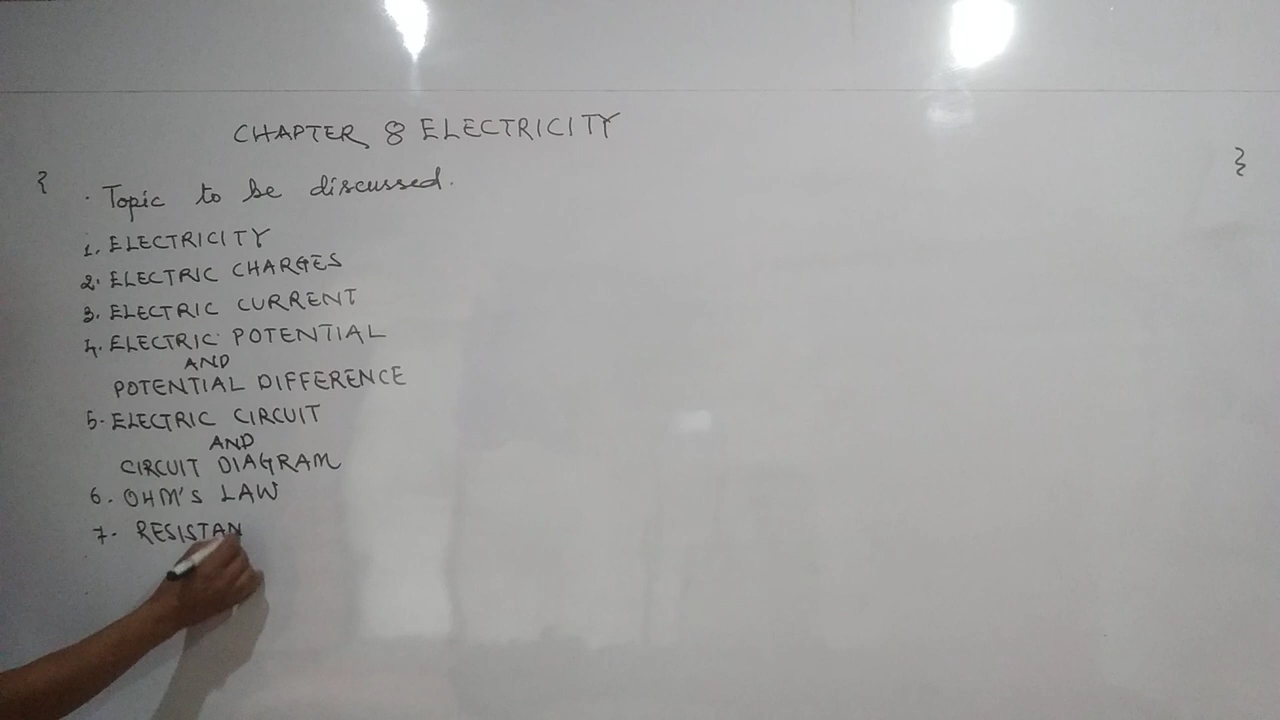 CHAPTER 8 ELECTRICITY
{ }
· Topic to be discussed.
1. ELECTRICITY
2. ELECTRIC CHARGES
3. ELECTRIC CURRENT
4. ELECTRIC POTENTIAL
AND
POTENTIAL DIFFERENCE
5- ELECTRIC CIRCUIT
AND
CIRCUIT DIAGRAM
6. OHM'S LAW
7- RESISTAN